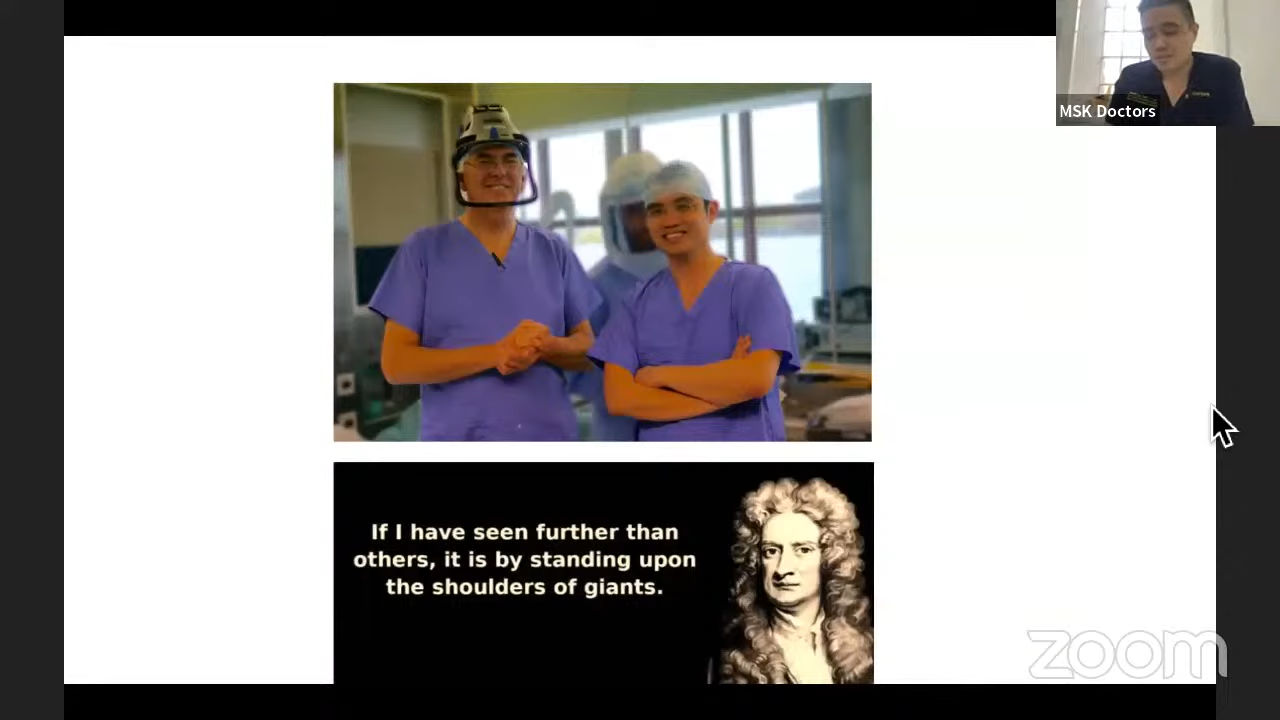 MSK Doctors
If I have seen further than
others, it is by standing upon
the shoulders of giants.
zoom